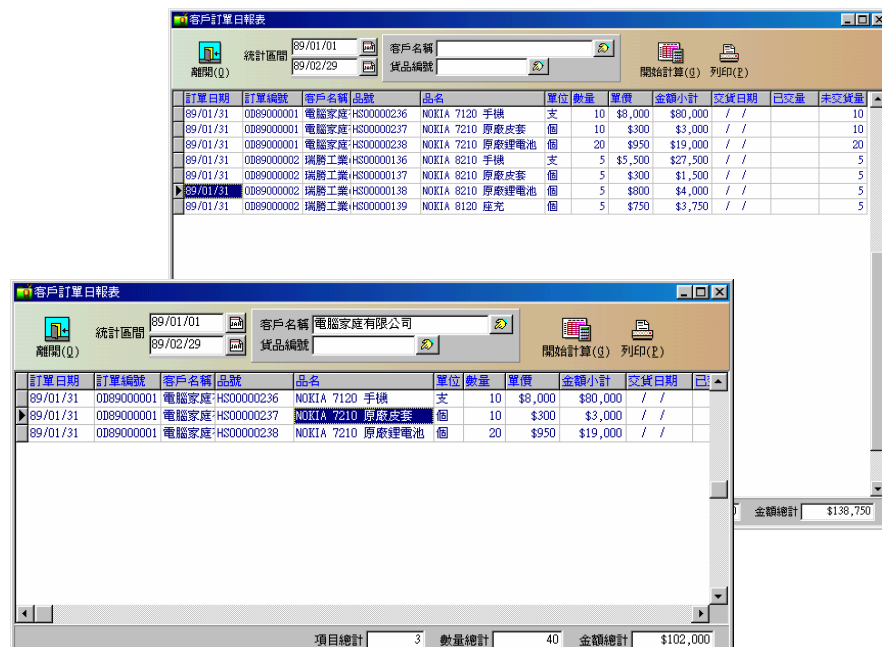 客戶訂單日報表
離開(Q)
統計區間 89/01/01
89/02/29
客戶名稱
貨品編號
開始計算(G) 列印(P)
訂單日期 訂單編號 客戶名稱 品號 品名 單位 數量 單價 金額小計 交貨日期 已交量 未交貨量
89/01/31 OD89000001 電腦家庭 HS00000236 NOKIA 7120 手機 支 10 $8,000 $80,000 / / 10
89/01/31 OD89000001 電腦家庭 HS00000237 NOKIA 7210 原廠皮套 個 10 $300 $3,000 / / 10
89/01/31 OD89000001 電腦家庭 HS00000238 NOKIA 7210 原廠鋰電池 個 20 $950 $19,000 / / 20
89/01/31 OD89000002 瑞勝工業 HS00000136 NOKIA 8210 手機 支 5 $5,500 $27,500 / / 5
89/01/31 OD89000002 瑞勝工業 HS00000137 NOKIA 8210 原廠皮套 個 5 $300 $1,500 / / 5
89/01/31 OD89000002 瑞勝工業 HS00000138 NOKIA 8210 原廠鋰電池 個 5 $800 $4,000 / / 5
89/01/31 OD89000002 瑞勝工業 HS00000139 NOKIA 8120 座充 個 5 $750 $3,750 / / 5
金額總計 $138,750
客戶訂單日報表
離開(Q)
統計區間 89/01/01
89/02/29
客戶名稱 電腦家庭有限公司
貨品編號
開始計算(G) 列印(P)
訂單日期 訂單編號 客戶名稱 品號 品名 單位 數量 單價 金額小計 交貨日期
89/01/31 OD89000001 電腦家庭 HS00000236 NOKIA 7120 手機 支 10 $8,000 $80,000 / /
89/01/31 OD89000001 電腦家庭 HS00000237 NOKIA 7210 原廠皮套 個 10 $300 $3,000 / /
89/01/31 OD89000001 電腦家庭 HS00000238 NOKIA 7210 原廠鋰電池 個 20 $950 $19,000 / /
項目總計 3 數量總計 40 金額總計 $102,000